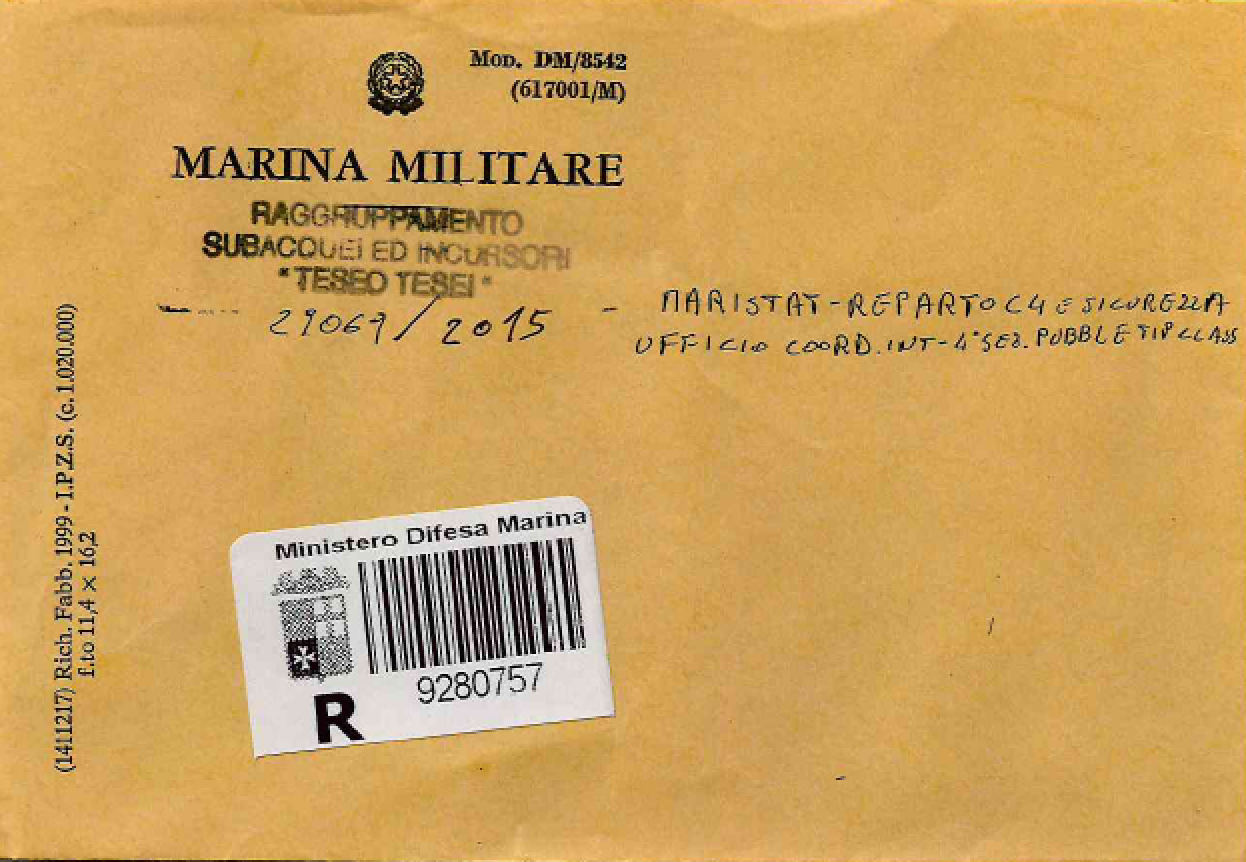 Mod. DM/8542
(617001/M)
MARINA MILITARE
RAGGRUPPAMENTO
SUBACQUEI ED INCURSORI
"TESEO TESEI"
29067/2015 - MARISTAT-REPARTO C4 E SICUREZZA
UFFICIO COORD. INT-4°SEZ. PUBBL E TIP CLASS
(1411217) Rich. Fabb. 1999 - I.P.Z.S. (c. 1.020.000)
f.to 11,4 x 16,2
Ministero Difesa Marina
9280757
R